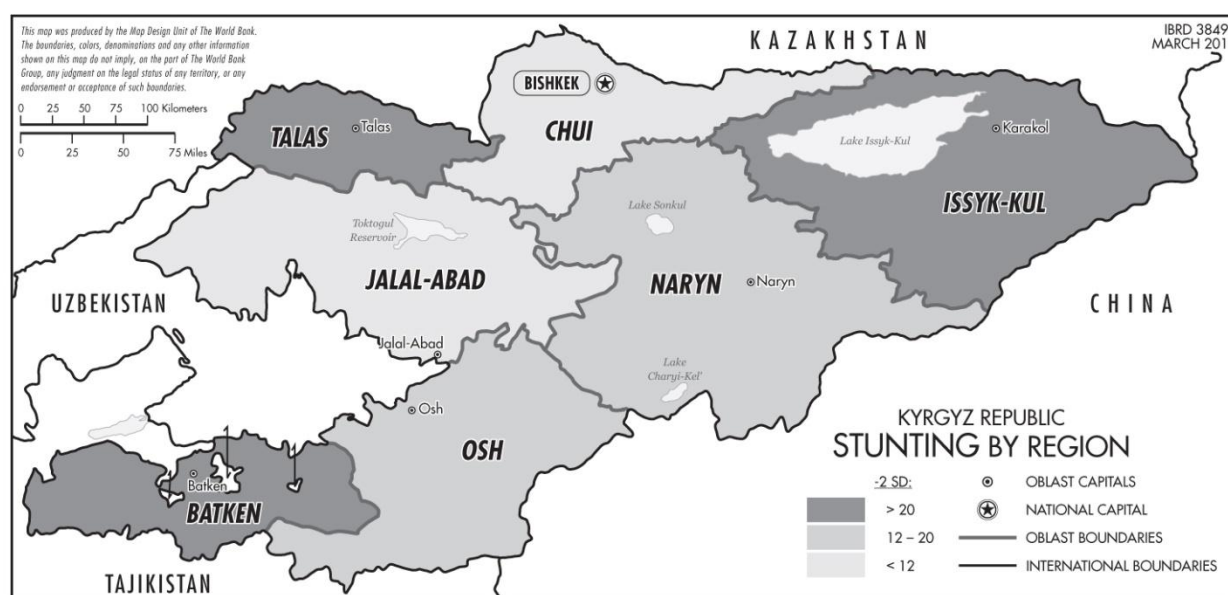 This map was produced by the Map Design Unit of The World Bank.
The boundaries, colors, denominations and any other information
shown on this map do not imply, on the part of The World Bank
Group, any judgment on the legal status of any territory, or any
endorsement or acceptance of such boundaries.
0 25 50 75 100 Kilometers
0 25 50 75 Miles
IBRD 3849
MARCH 201
KAZAKHSTAN
BISHKEK
CHUI
TALAS
Talas
Lake Issyk-Kul
Karakol
ISSYK-KUL
Toktogul
Reservoir
Lake Sonkul
JALAL-ABAD
NARYN
Naryn
UZBEKISTAN
CHINA
Jalal-Abad
Lake
Charyi-Kel'
Osh
OSH
Batken
BATKEN
TAJIKISTAN
KYRGYZ REPUBLIC
STUNTING BY REGION
-2 SD:
> 20
12 – 20
< 12
OBLAST CAPITALS
NATIONAL CAPITAL
OBLAST BOUNDARIES
INTERNATIONAL BOUNDARIES